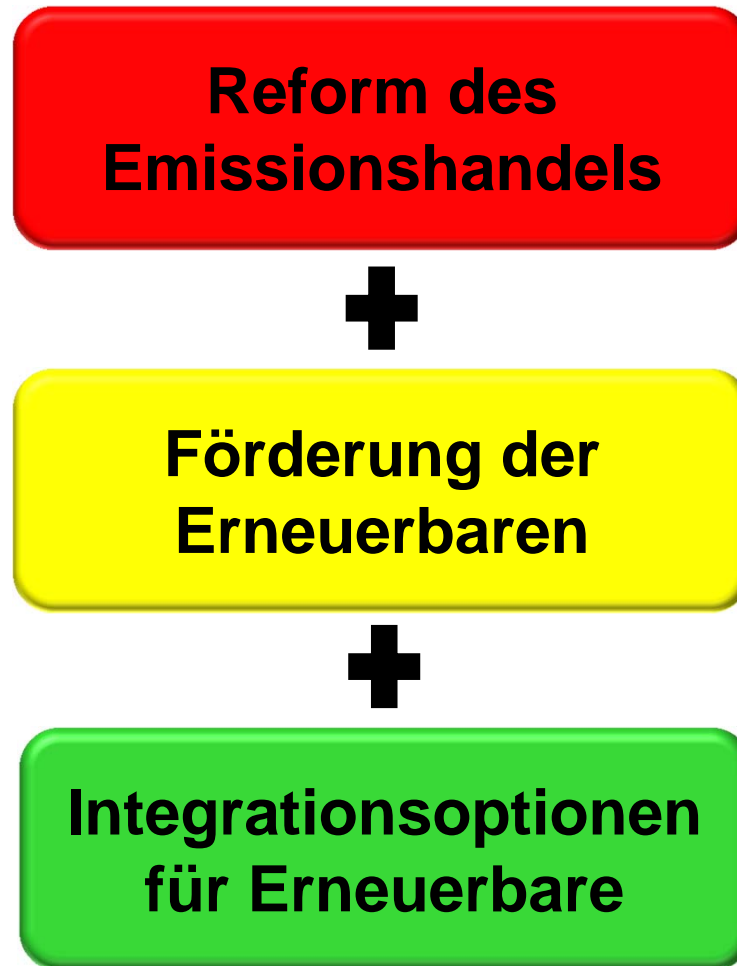 Reform des
Emissionshandels
Förderung der
Erneuerbaren
Integrationsoptionen
für Erneuerbare